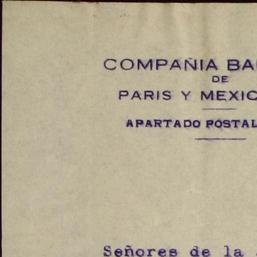 COMPAÑIA BA
DE
PARIS Y MEXIC
APARTADO POSTAL
Señores de la